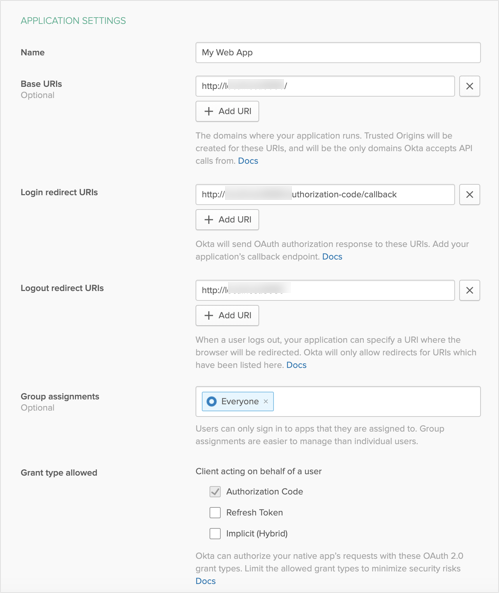 APPLICATION SETTINGS
Name
My Web App
Base URIs
Optional
http:// /
+ Add URI
The domains where your application runs. Trusted Origins will be
created for these URIs, and will be the only domains Okta accepts API
calls from. Docs
Login redirect URIs
http:// uthorization-code/callback
+ Add URI
Okta will send OAuth authorization response to these URIs. Add your
application's callback endpoint. Docs
Logout redirect URIs
http://
+ Add URI
When a user logs out, your application can specify a URI where the
browser will be redirected. Okta will only allow redirects for URIs which
have been listed here. Docs
Group assignments
Optional
Everyone ×
Users can only sign in to apps that they are assigned to. Group
assignments are easier to manage than individual users.
Grant type allowed
Client acting on behalf of a user
Authorization Code
Refresh Token
Implicit (Hybrid)
Okta can authorize your native app's requests with these OAuth 2.0
grant types. Limit the allowed grant types to minimize security risks
Docs